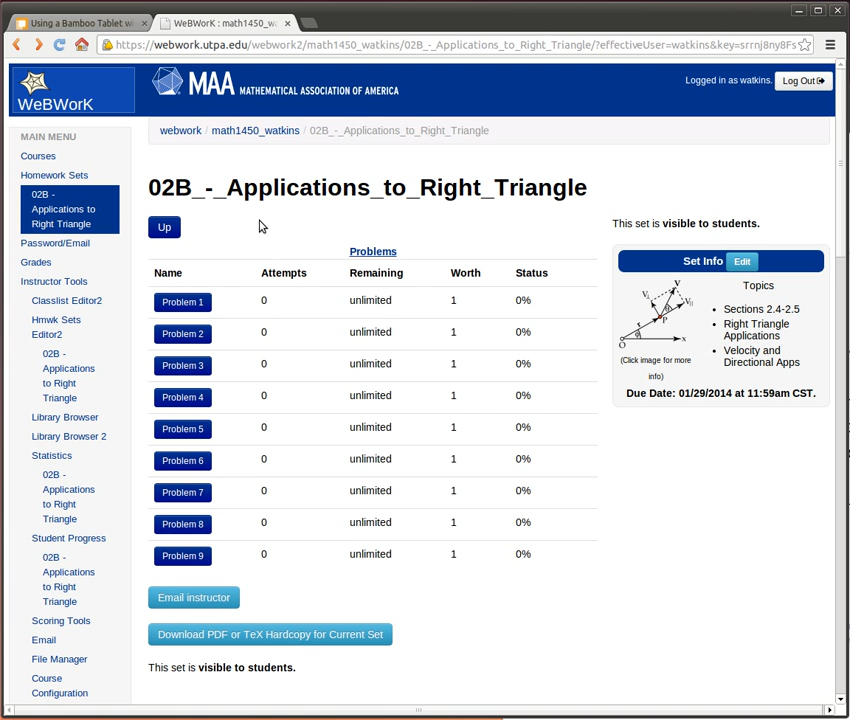 Using a Bamboo Tablet wi
WeBWorK : math1450_wa
https://webwork.utpa.edu/webwork2/math1450_watkins/02B_-_Applications_to_Right_Triangle/?effectiveUser=watkins&key=srrnj8ny8Fs
WeBWorK
MAA MATHEMATICAL ASSOCIATION OF AMERICA
Logged in as watkins.
Log Out
MAIN MENU
Courses
Homework Sets
02B -
Applications to
Right Triangle
Password/Email
Grades
Instructor Tools
Classlist Editor2
Hmwk Sets
Editor2
02B -
Applications
to Right
Triangle
Library Browser
Library Browser 2
Statistics
02B -
Applications
to Right
Triangle
Student Progress
02B -
Applications
to Right
Triangle
Scoring Tools
Email
File Manager
Course
Configuration
webwork / math1450_watkins / 02B_-_Applications_to_Right_Triangle
02B_-_Applications_to_Right_Triangle
Up
Problems
Name Attempts Remaining Worth Status
Problem 1 0 unlimited 1 0%
Problem 2 0 unlimited 1 0%
Problem 3 0 unlimited 1 0%
Problem 4 0 unlimited 1 0%
Problem 5 0 unlimited 1 0%
Problem 6 0 unlimited 1 0%
Problem 7 0 unlimited 1 0%
Problem 8 0 unlimited 1 0%
Problem 9 0 unlimited 1 0%
Email instructor
Download PDF or TeX Hardcopy for Current Set
This set is visible to students.
This set is visible to students.
Set Info Edit
V
P
r
O
x
(Click image for more
info)
Topics
Sections 2.4-2.5
Right Triangle
Applications
Velocity and
Directional Apps
Due Date: 01/29/2014 at 11:59am CST.